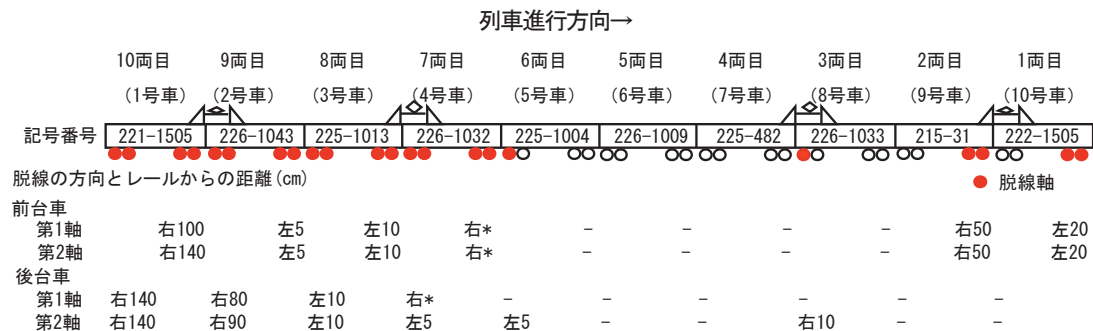 列車進行方向→
10両目 9両目 8両目 7両目 6両目 5両目 4両目 3両目 2両目 1両目
(1号車) (2号車) (3号車) (4号車) (5号車) (6号車) (7号車) (8号車) (9号車) (10号車)
記号番号 221-1505 226-1043 225-1013 226-1032 225-1004 226-1009 225-482 226-1033 215-31 222-1505
脱線の方向とレールからの距離(cm) 脱線軸
前台車
第1軸 右100 左5 左10 右* - - - - 右50 左20
第2軸 右140 左5 左10 右* - - - - 右50 左20
後台車
第1軸 右140 右80 左10 右* - - - - - -
第2軸 右140 右90 左10 左5 左5 - - 右10 - -